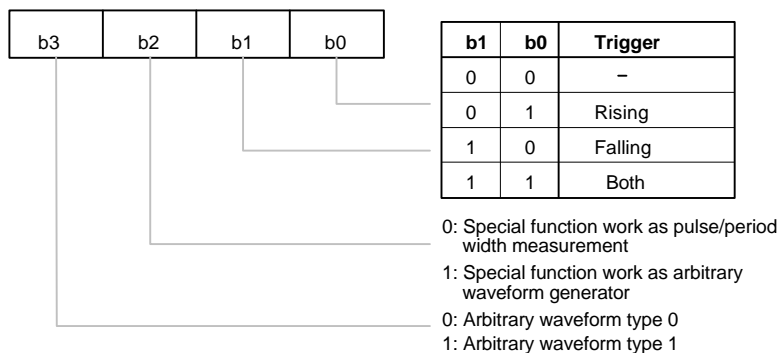 b3 b2 b1 b0
b1 b0 Trigger
0 0 –
0 1 Rising
1 0 Falling
1 1 Both
0: Special function work as pulse/period
width measurement
1: Special function work as arbitrary
waveform generator
0: Arbitrary waveform type 0
1: Arbitrary waveform type 1